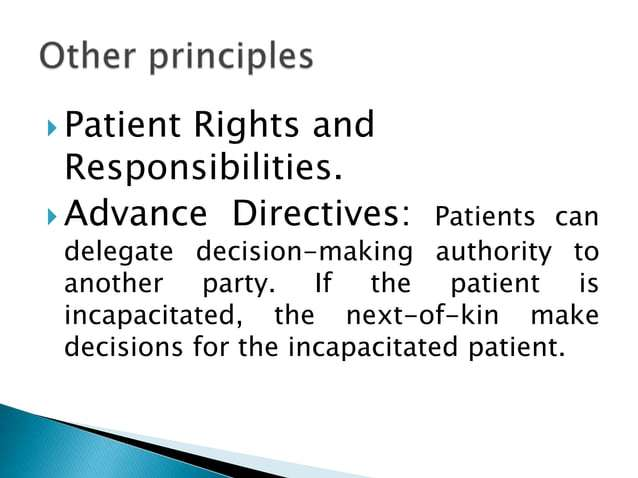 Other principles
Patient Rights and
Responsibilities.
Advance Directives: Patients can
delegate decision-making authority to
another party. If the patient is
incapacitated, the next-of-kin make
decisions for the incapacitated patient.